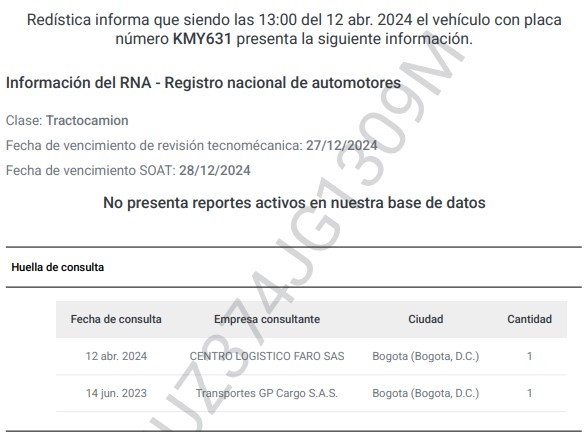 Redística informa que siendo las 13:00 del 12 abr. 2024 el vehículo con placa
número KMY631 presenta la siguiente información.
Información del RNA - Registro nacional de automotores
Clase: Tractocamion
Fecha de vencimiento de revisión tecnomécanica: 27/12/2024
Fecha de vencimiento SOAT: 28/12/2024
No presenta reportes activos en nuestra base de datos
Huella de consulta
Fecha de consulta Empresa consultante Ciudad Cantidad
12 abr. 2024 CENTRO LOGISTICO FARO SAS Bogota (Bogota, D.C.) 1
14 jun. 2023 Transportes GP Cargo S.A.S. Bogota (Bogota, D.C.) 1
UZ374JG1309M